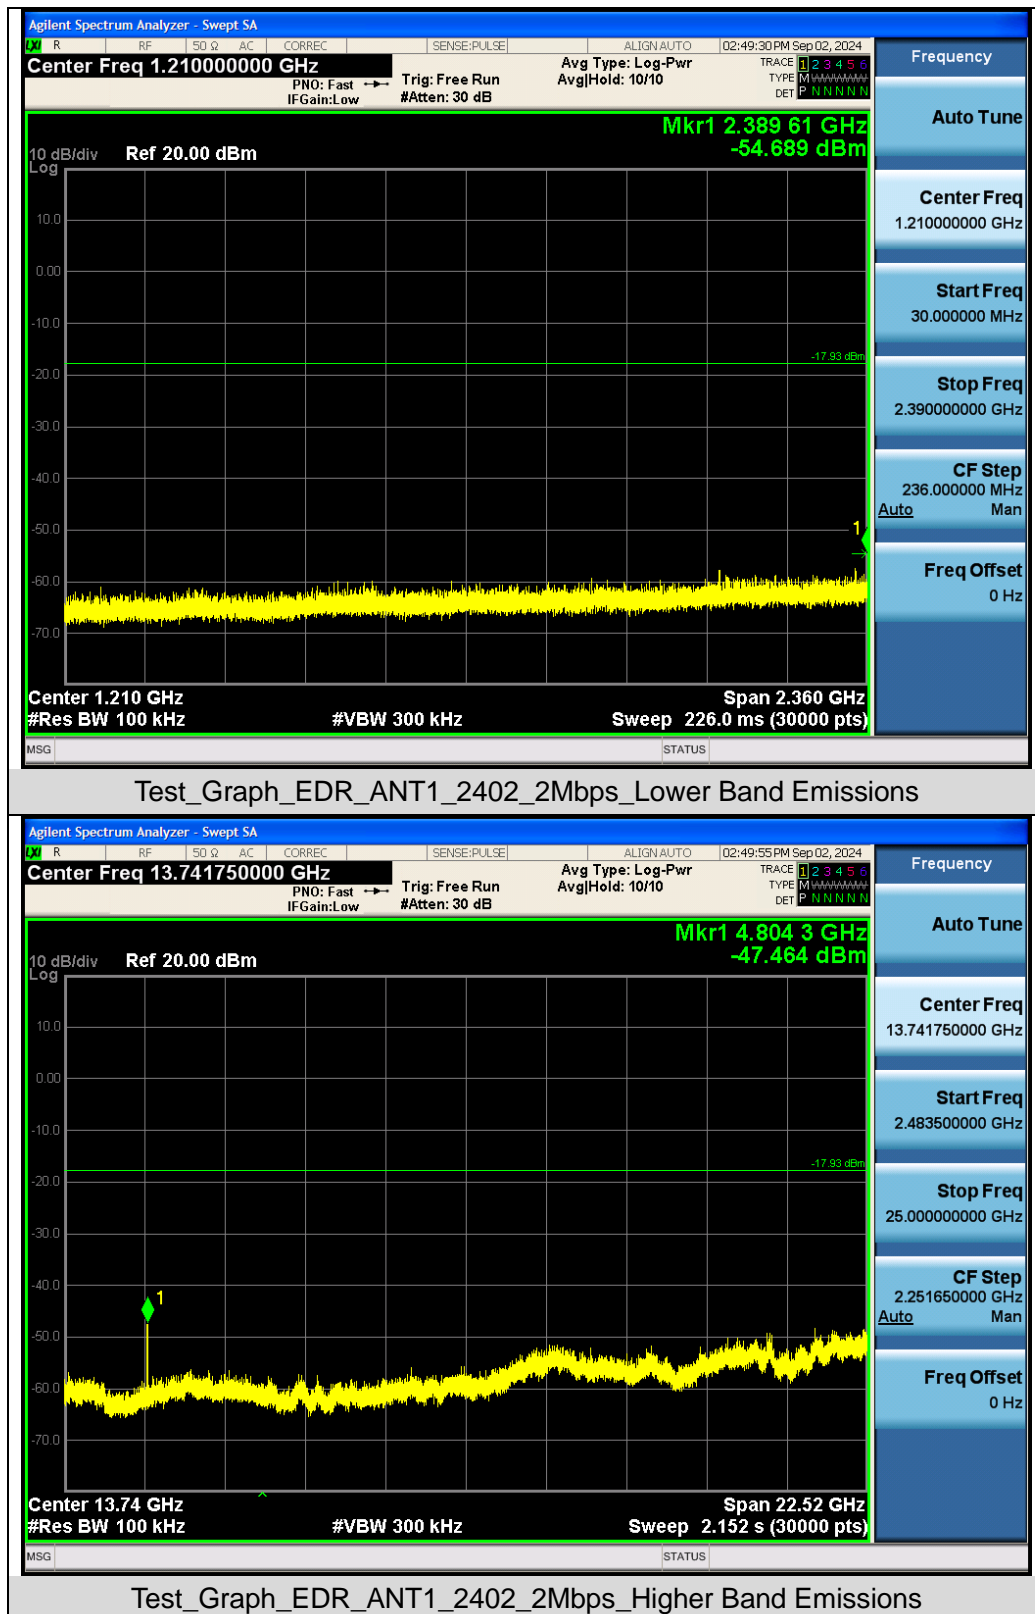 Agilent Spectrum Analyzer - Swept SA
LXI R RF 50 Ω AC CORREC SENSE:PULSE ALIGN AUTO 02:49:30 PM Sep 02, 2024
Center Freq 1.210000000 GHz
PNO: Fast
IFGain:Low
Trig: Free Run
#Atten: 30 dB
Avg Type: Log-Pwr
Avg|Hold: 10/10
TRACE 1 2 3 4 5 6
TYPE M
DET P N N N N N
Mkr1 2.389 61 GHz
-54.689 dBm
10 dB/div Ref 20.00 dBm
Log
10.0
0.00
-10.0
-17.93 dBm
-20.0
-30.0
-40.0
-50.0
1
-60.0
-70.0
Center 1.210 GHz Span 2.360 GHz
#Res BW 100 kHz #VBW 300 kHz Sweep 226.0 ms (30000 pts)
MSG STATUS
Frequency
Auto Tune
Center Freq
1.210000000 GHz
Start Freq
30.000000 MHz
Stop Freq
2.390000000 GHz
CF Step
236.000000 MHz
Auto Man
Freq Offset
0 Hz
Test_Graph_EDR_ANT1_2402_2Mbps_Lower Band Emissions
Agilent Spectrum Analyzer - Swept SA
LXI R RF 50 Ω AC CORREC SENSE:PULSE ALIGN AUTO 02:49:55 PM Sep 02, 2024
Center Freq 13.741750000 GHz
PNO: Fast
IFGain:Low
Trig: Free Run
#Atten: 30 dB
Avg Type: Log-Pwr
Avg|Hold: 10/10
TRACE 1 2 3 4 5 6
TYPE M
DET P N N N N N
Mkr1 4.804 3 GHz
-47.464 dBm
10 dB/div Ref 20.00 dBm
Log
10.0
0.00
-10.0
-17.93 dBm
-20.0
-30.0
-40.0
1
-50.0
-60.0
-70.0
Center 13.74 GHz Span 22.52 GHz
#Res BW 100 kHz #VBW 300 kHz Sweep 2.152 s (30000 pts)
MSG STATUS
Frequency
Auto Tune
Center Freq
13.741750000 GHz
Start Freq
2.483500000 GHz
Stop Freq
25.000000000 GHz
CF Step
2.251650000 GHz
Auto Man
Freq Offset
0 Hz
Test_Graph_EDR_ANT1_2402_2Mbps_Higher Band Emissions